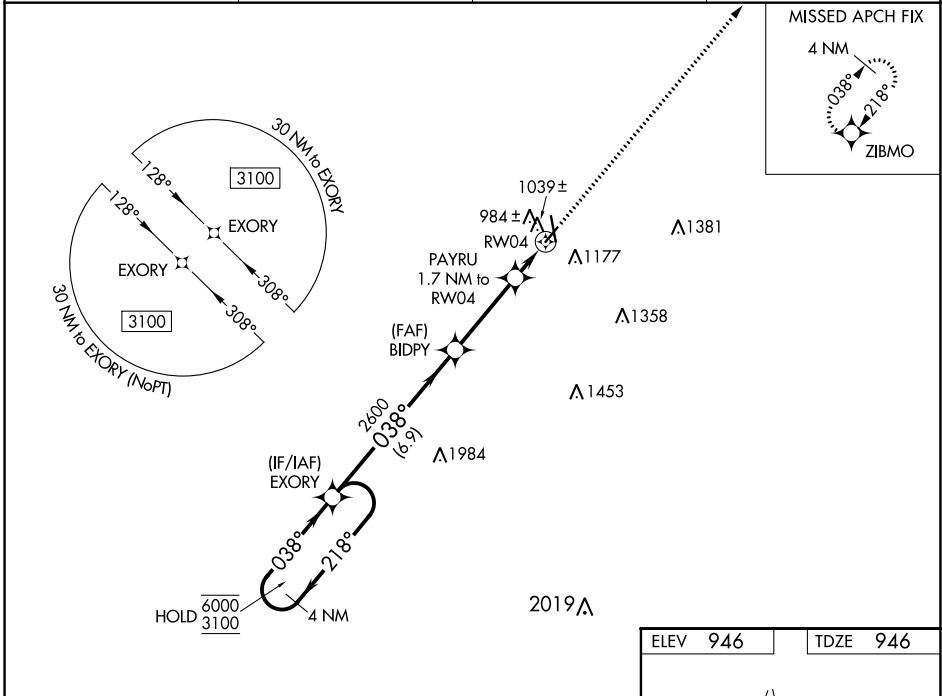 MISSED APCH FIX
4 NM
038°
218°
ZIBMO
30 NM to EXORY
128°
3100
EXORY
308°
128°
EXORY
308°
3100
30 NM to EXORY (NoPT)
1039±
984±
RW04
1177
1381
PAYRU
1.7 NM to
RW04
1358
(FAF)
BIDPY
1453
2600
038°
(6.9)
1984
(IF/IAF)
EXORY
038°
218°
HOLD
6000
3100
4 NM
2019
ELEV 946
TDZE 946